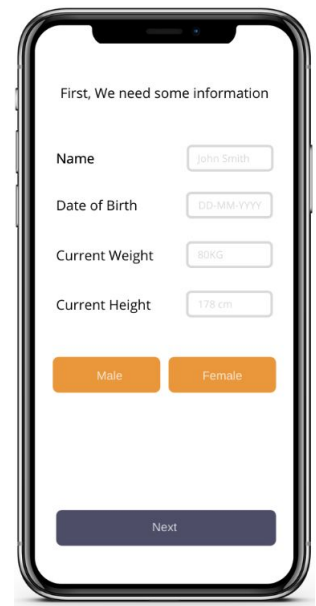 First, We need some information
Name John Smith
Date of Birth DD-MM-YYYY
Current Weight 80KG
Current Height 178 cm
Male Female
Next